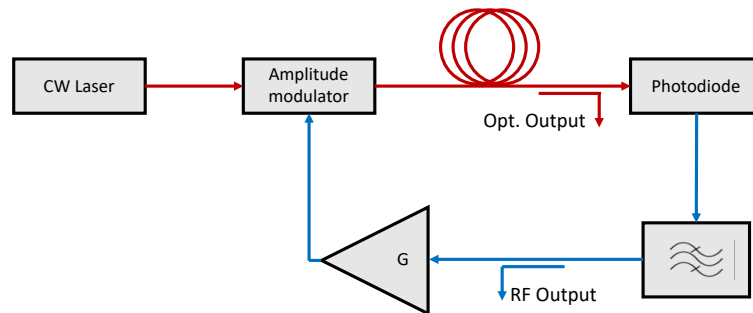 CW Laser
Amplitude
modulator
Photodiode
Opt. Output
G
RF Output